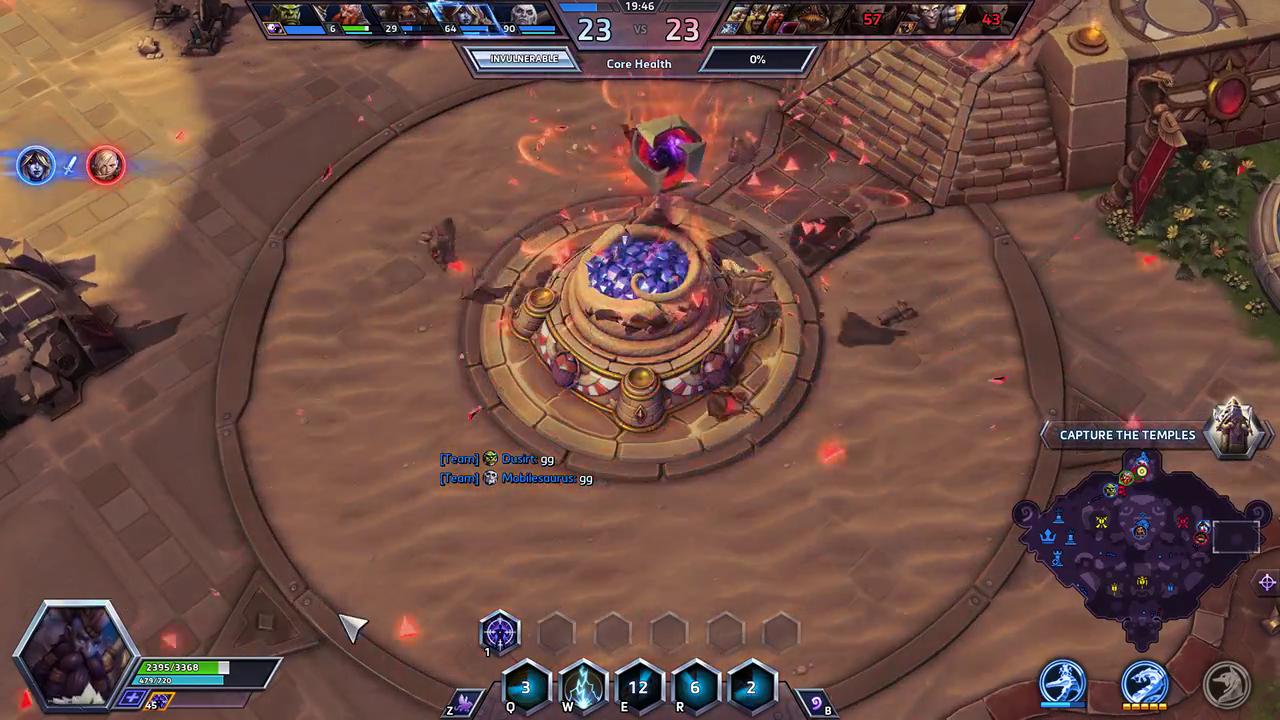 19:46
6
29
64
90
23 VS 23
57
43
INVULNERABLE
Core Health
0%
CAPTURE THE TEMPLES
[Team] Dusirt: gg
[Team] Mobilesaurus: gg
1
2395/3368
479/720
45
3
12
6
2
Z
Q
W
E
R
B